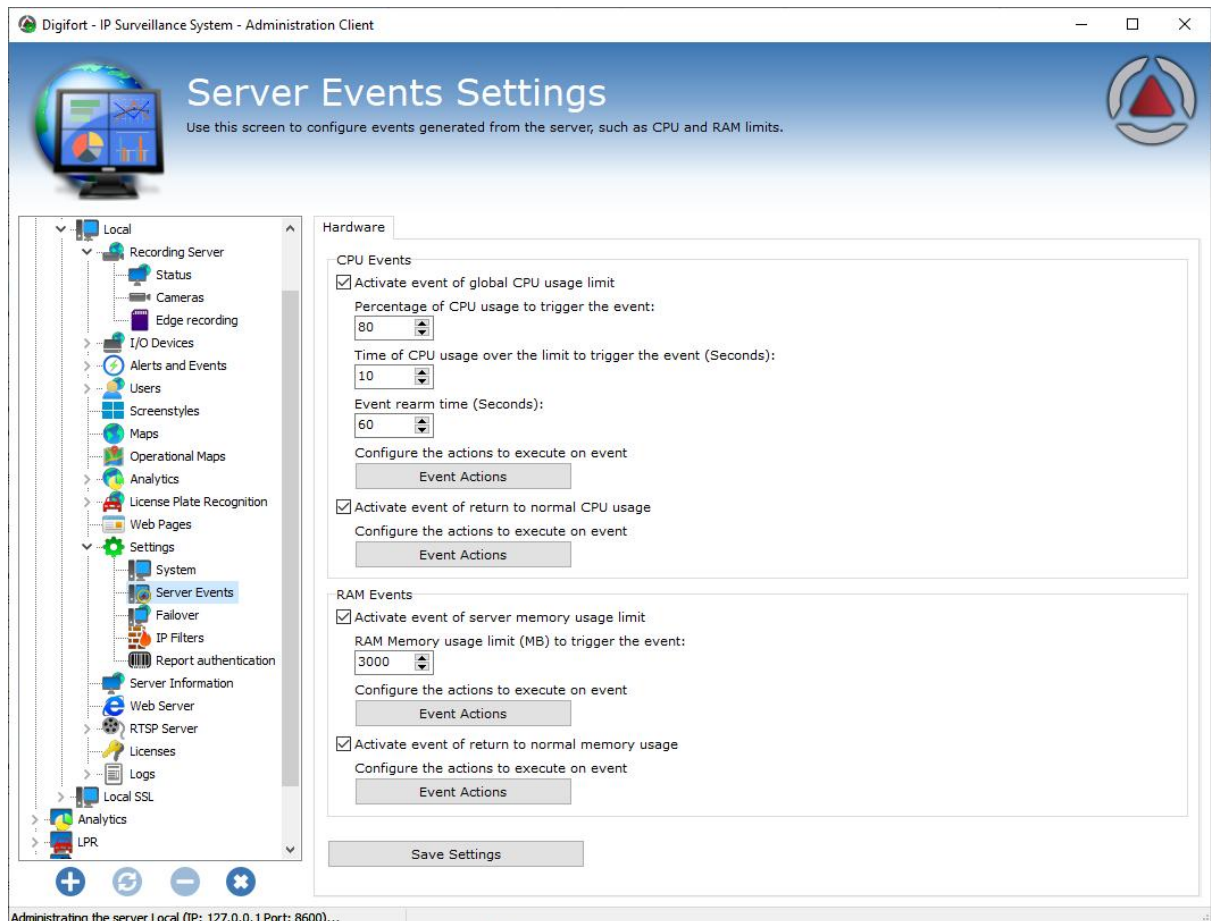 Digifort - IP Surveillance System - Administration Client
Server Events Settings
Use this screen to configure events generated from the server, such as CPU and RAM limits.
Local
Recording Server
Status
Cameras
Edge recording
I/O Devices
Alerts and Events
Users
Screenstyles
Maps
Operational Maps
Analytics
License Plate Recognition
Web Pages
Settings
System
Server Events
Failover
IP Filters
Report authentication
Server Information
Web Server
RTSP Server
Licenses
Logs
Local SSL
Analytics
LPR
Hardware
CPU Events
Activate event of global CPU usage limit
Percentage of CPU usage to trigger the event:
80
Time of CPU usage over the limit to trigger the event (Seconds):
10
Event rearm time (Seconds):
60
Configure the actions to execute on event
Event Actions
Activate event of return to normal CPU usage
Configure the actions to execute on event
Event Actions
RAM Events
Activate event of server memory usage limit
RAM Memory usage limit (MB) to trigger the event:
3000
Configure the actions to execute on event
Event Actions
Activate event of return to normal memory usage
Configure the actions to execute on event
Event Actions
Save Settings
Administrating the server Local (IP: 127.0.0.1 Port: 8600)...